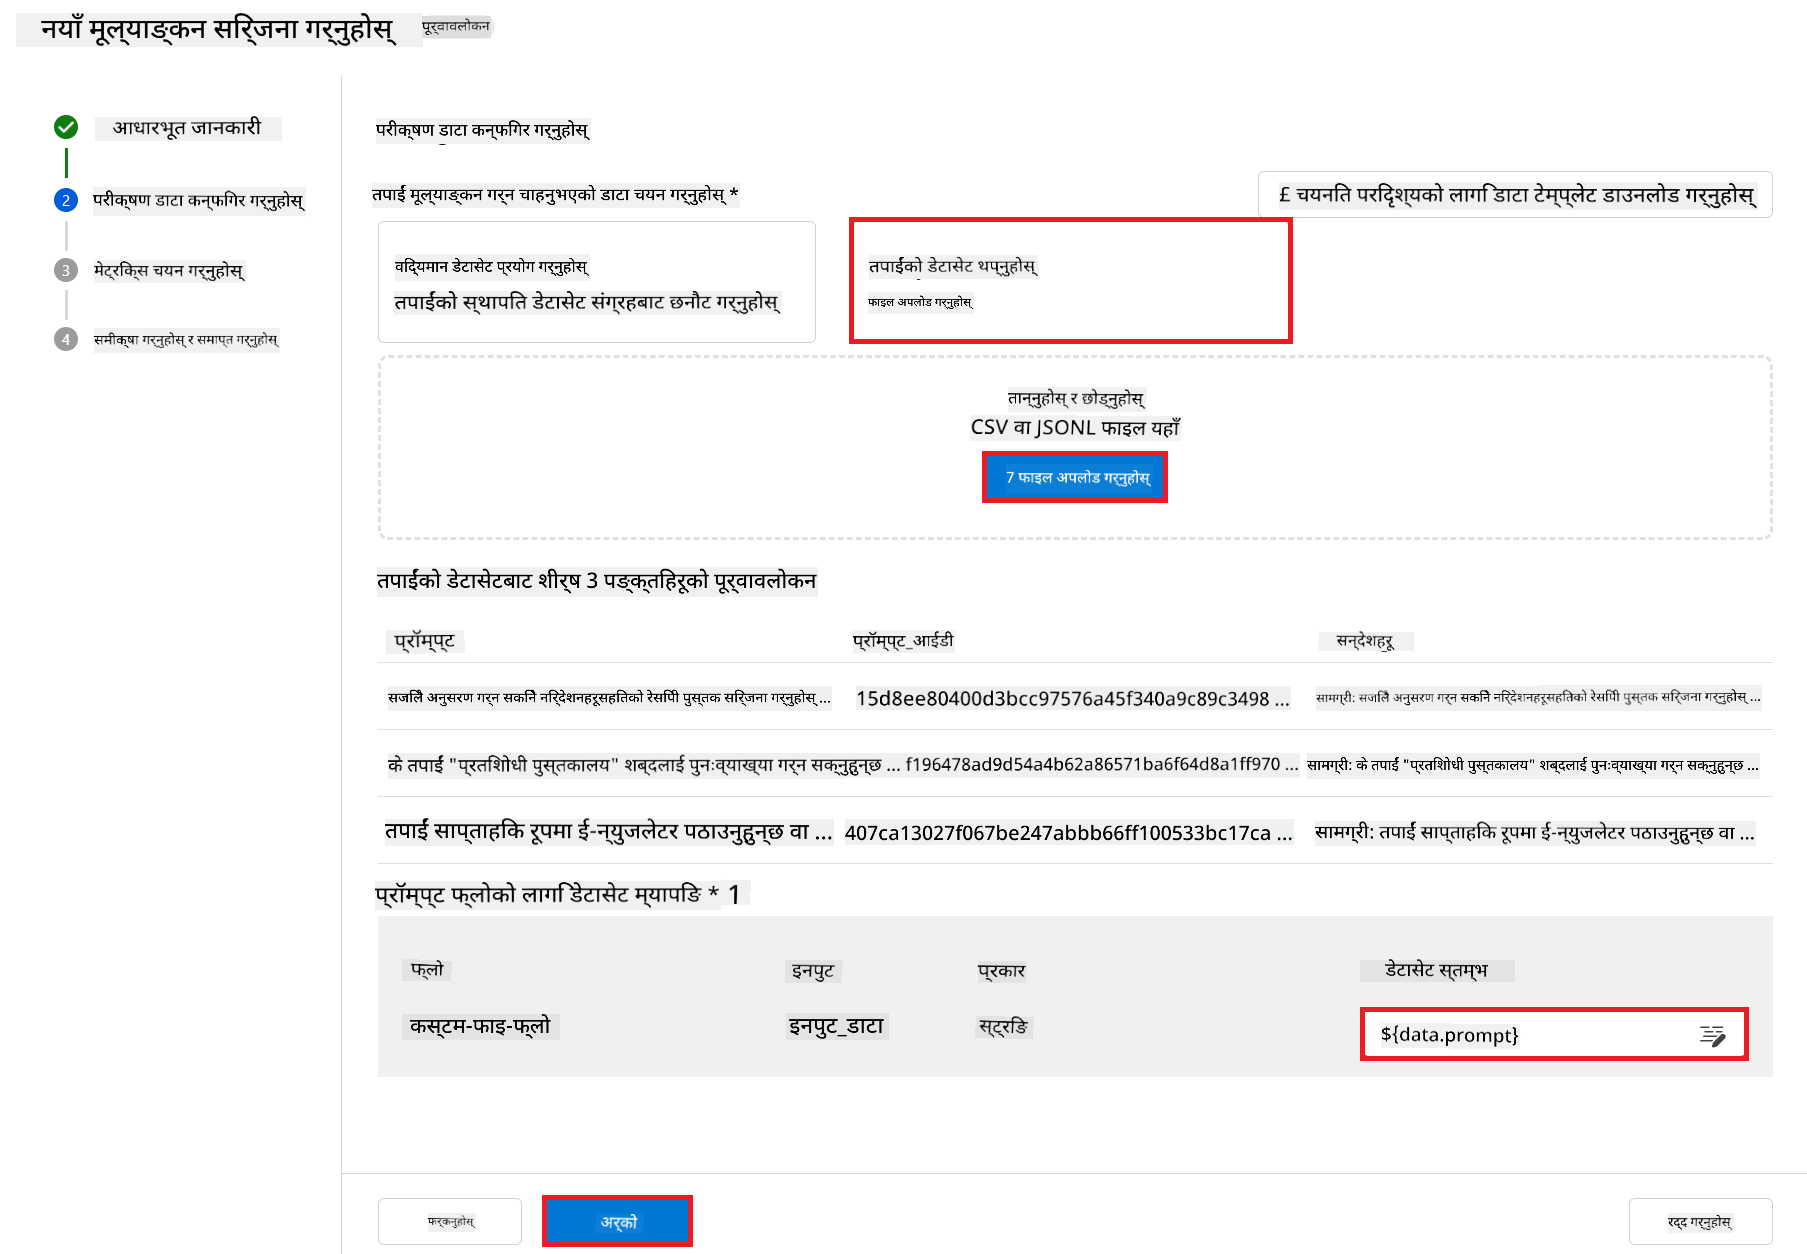 नयाँ मूल्याङ्कन सिर्जना गर्नुहोस् पूर्वावलोकन
आधारभूत जानकारी
2 परीक्षण डाटा कन्फिगर गर्नुहोस्
3 मेट्रिक्स चयन गर्नुहोस्
4 समीक्षा गर्नुहोस् र समाप्त गर्नुहोस्
परीक्षण डाटा कन्फिगर गर्नुहोस्
तपाईं मूल्याङ्कन गर्न चाहनुभएको डाटा चयन गर्नुहोस् *
£ चयनित परिदृश्यको लागि डाटा टेम्प्लेट डाउनलोड गर्नुहोस्
विद्यमान डेटासेट प्रयोग गर्नुहोस्
तपाईंको स्थापित डेटासेट संग्रहबाट छनौट गर्नुहोस्
तपाईंको डेटासेट थप्नुहोस्
फाइल अपलोड गर्नुहोस्
तान्नुहोस् र छोड्नुहोस्
CSV वा JSONL फाइल यहाँ
7 फाइल अपलोड गर्नुहोस्
तपाईंको डेटासेटबाट शीर्ष 3 पङ्क्तिहरूको पूर्वावलोकन
प्रॉम्प्ट प्रॉम्प्ट_आईडी सन्देशहरू
सजिलै अनुसरण गर्न सकिने निर्देशनहरूसहितको रेसिपी पुस्तक सिर्जना गर्नुहोस् ... 15d8ee80400d3bcc97576a45f340a9c89c3498 ... सामग्री: सजिलै अनुसरण गर्न सकिने निर्देशनहरूसहितको रेसिपी पुस्तक सिर्जना गर्नुहोस् ...
के तपाईं "प्रतिशोधी पुस्तकालय" शब्दलाई पुनःव्याख्या गर्न सक्नुहुन्छ ... f196478ad9d54a4b62a86571ba6f64d8a1ff970 ... सामग्री: के तपाईं "प्रतिशोधी पुस्तकालय" शब्दलाई पुनःव्याख्या गर्न सक्नुहुन्छ ...
तपाईं साप्ताहिक रूपमा ई-न्युजलेटर पठाउनुहुन्छ वा ... 407ca13027f067be247abbb66ff100533bc17ca ... सामग्री: तपाईं साप्ताहिक रूपमा ई-न्युजलेटर पठाउनुहुन्छ वा ...
प्रॉम्प्ट फ्लोको लागि डेटासेट म्यापिङ * 1
फ्लो इनपुट प्रकार डेटासेट स्तम्भ
कस्टम-फाइ-फ्लो इनपुट_डाटा स्ट्रिङ ${data.prompt}
फर्कनुहोस् अर्को रद्द गर्नुहोस्